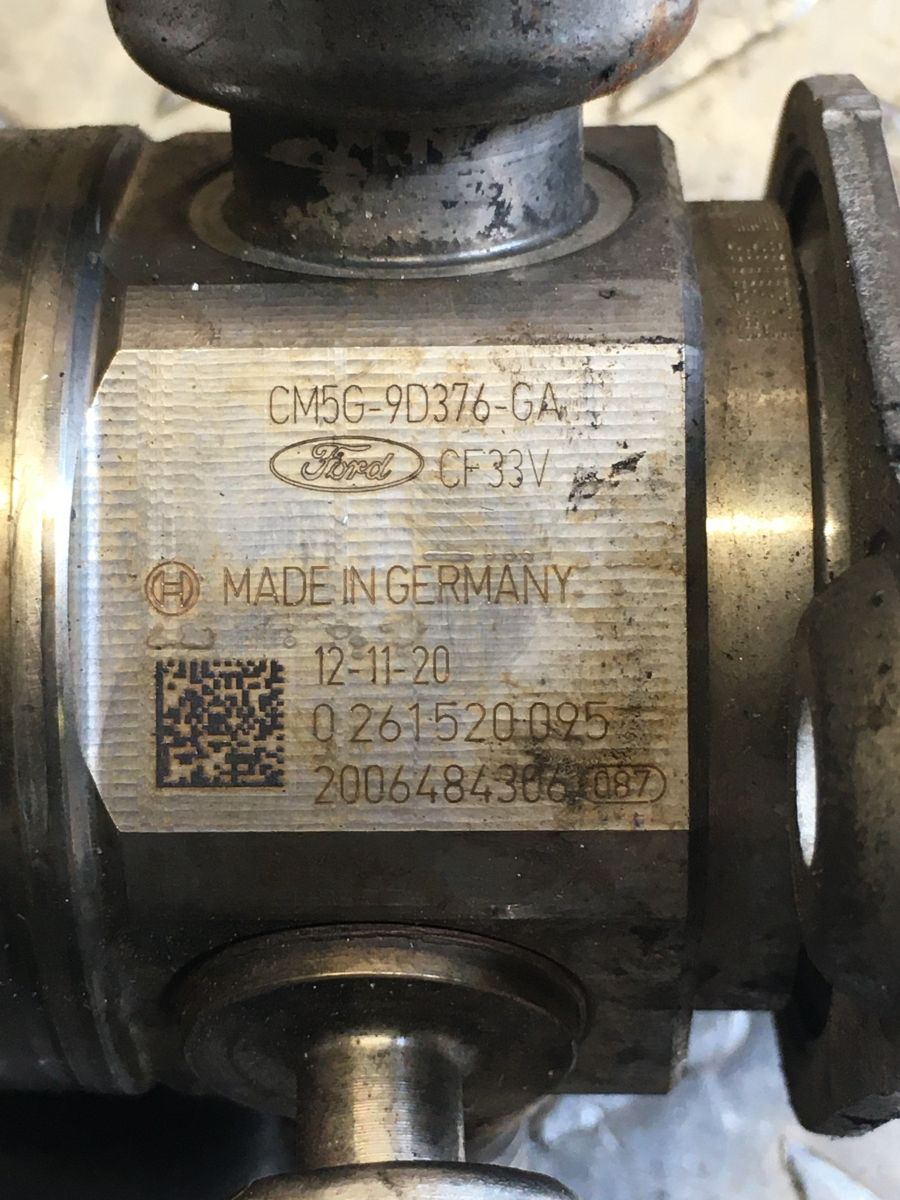 CM5G-9D376-GA
Ford CF33V
MADE IN GERMANY
12-11-20
0 261 520 095
2006484306 087